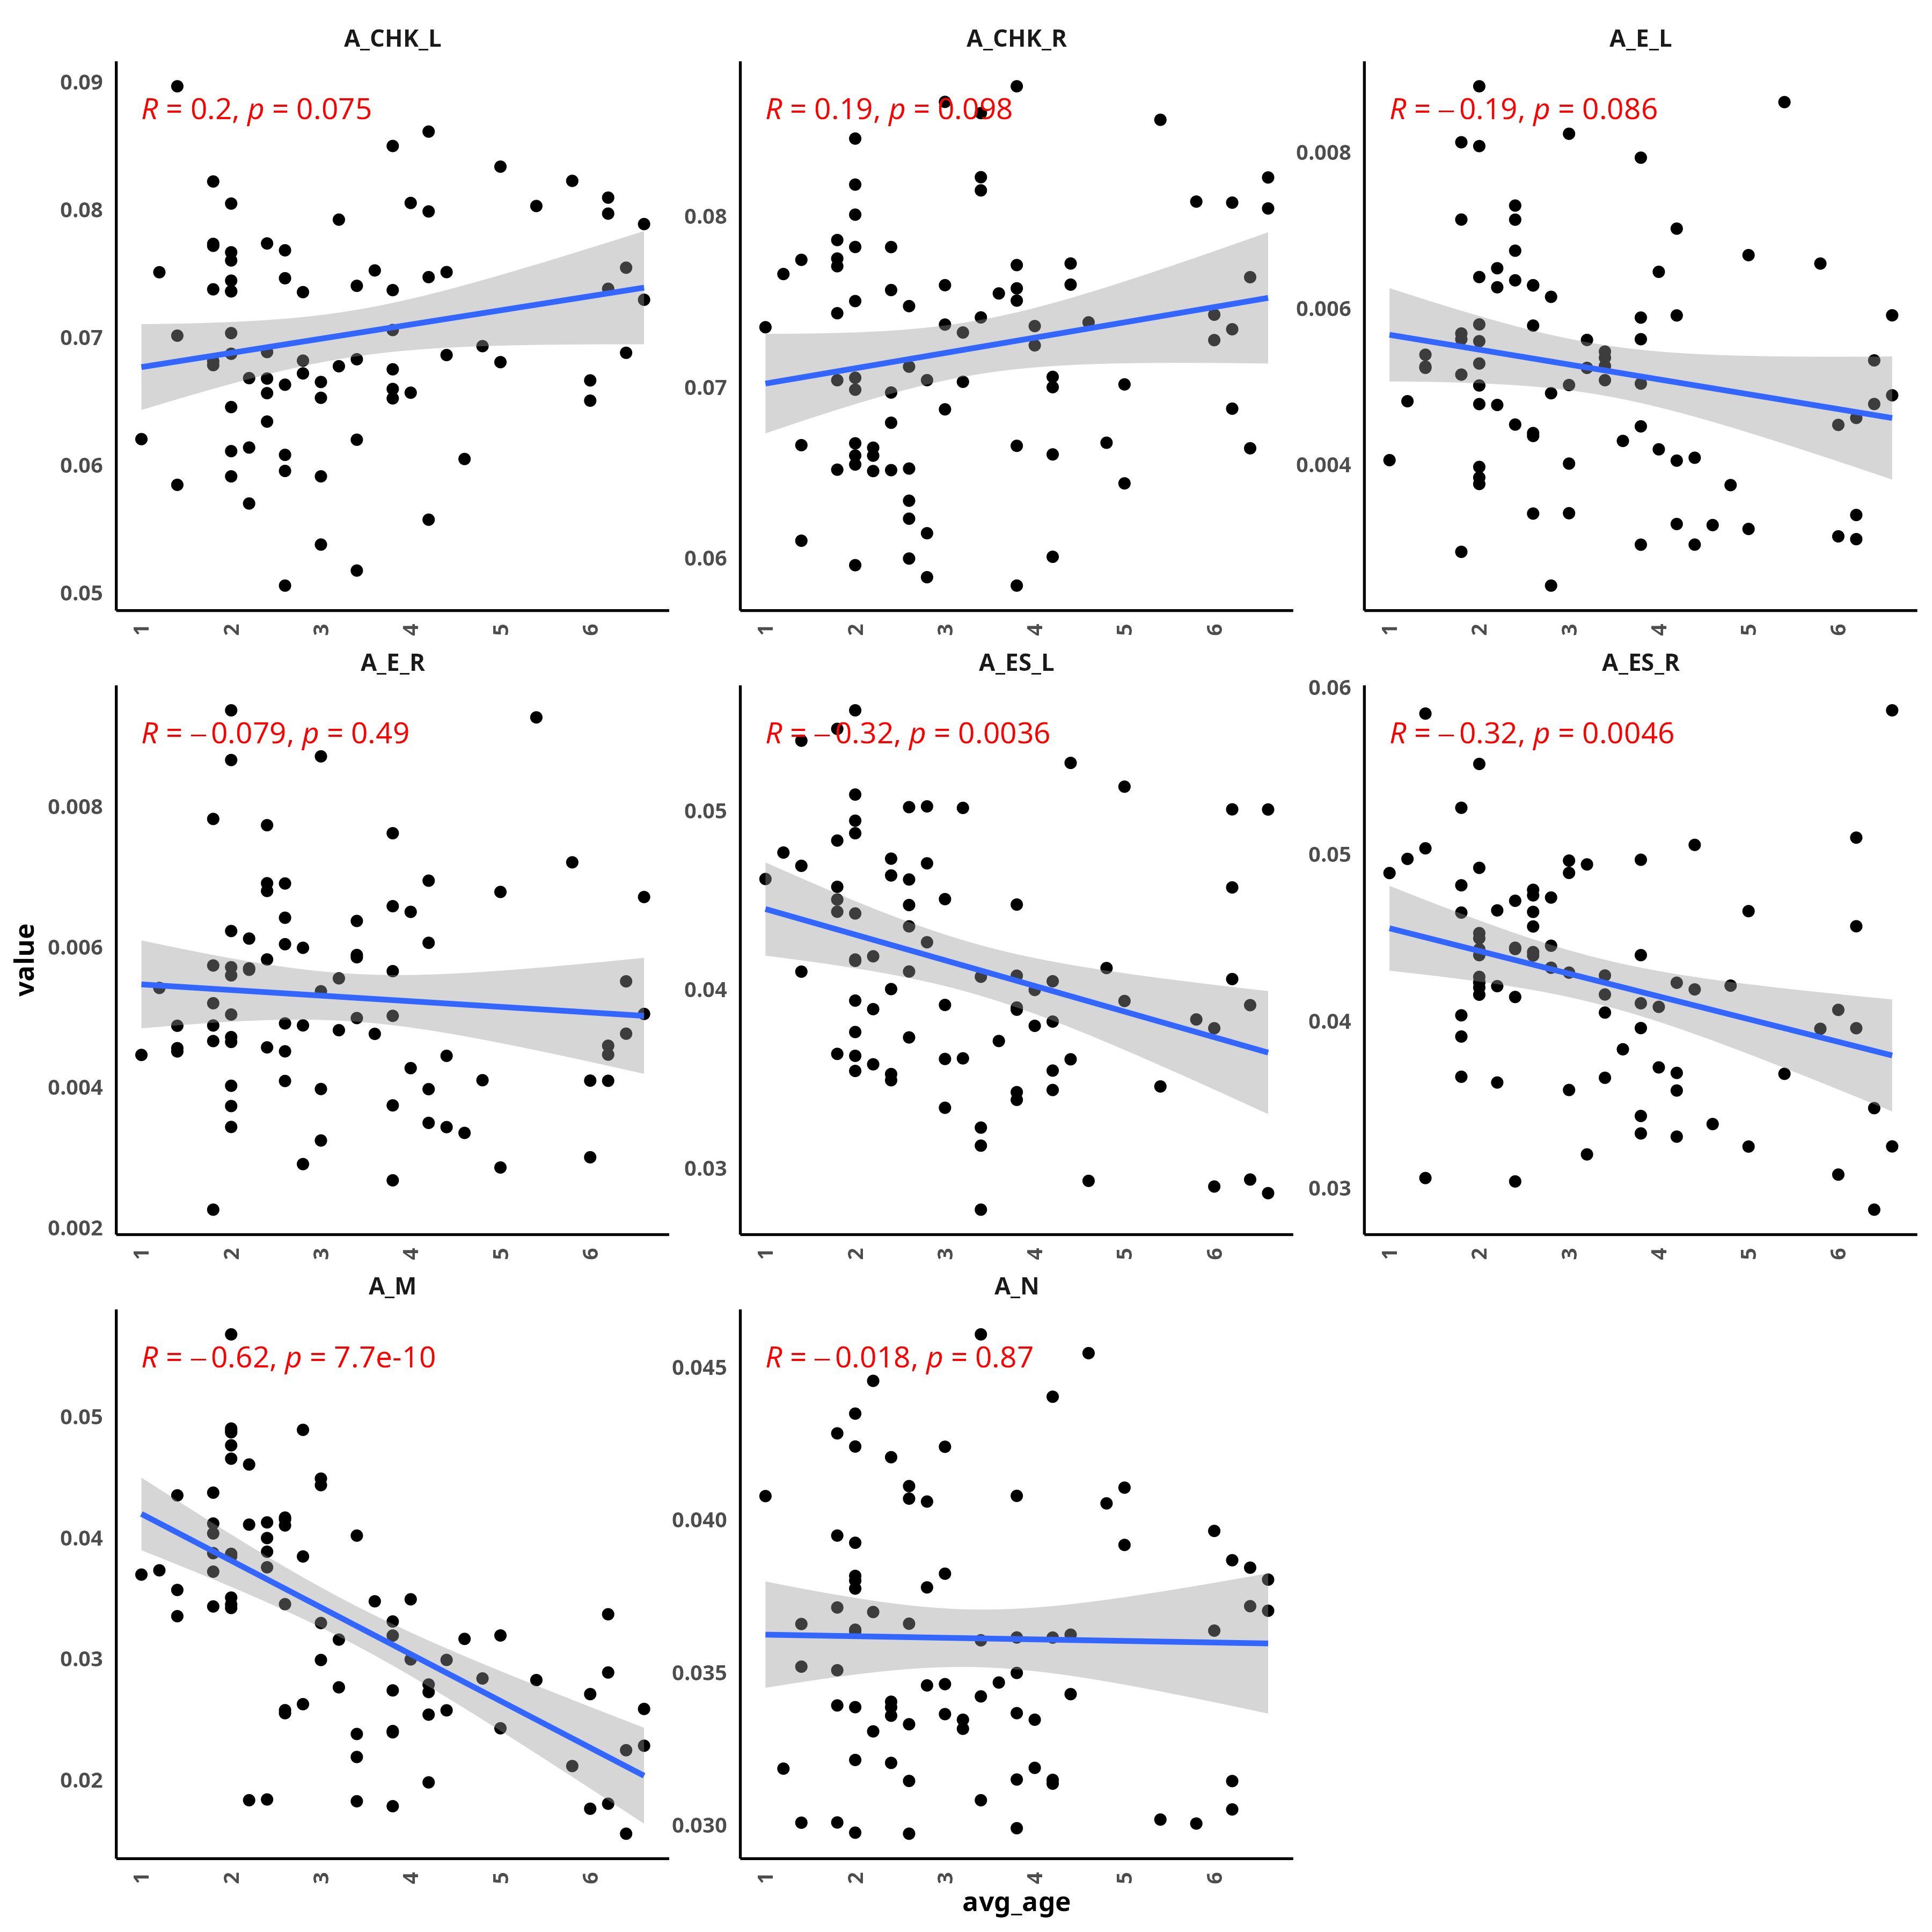 A_CHK_L
A_CHK_R
A_E_L
0.09
0.08
0.07
0.06
0.05
R = 0.2, p = 0.075
0.08
0.07
0.06
R = 0.19, p = 0.098
0.008
0.006
0.004
R = −0.19, p = 0.086
1 2 3 4 5 6
1 2 3 4 5 6
1 2 3 4 5 6
A_E_R
A_ES_L
A_ES_R
0.008
0.006
0.004
0.002
R = −0.079, p = 0.49
0.05
0.04
0.03
R = −0.32, p = 0.0036
0.06
0.05
0.04
0.03
R = −0.32, p = 0.0046
value
1 2 3 4 5 6
1 2 3 4 5 6
1 2 3 4 5 6
A_M
A_N
0.05
0.04
0.03
0.02
R = −0.62, p = 7.7e-10
0.045
0.040
0.035
0.030
R = −0.018, p = 0.87
1 2 3 4 5 6
1 2 3 4 5 6
avg_age